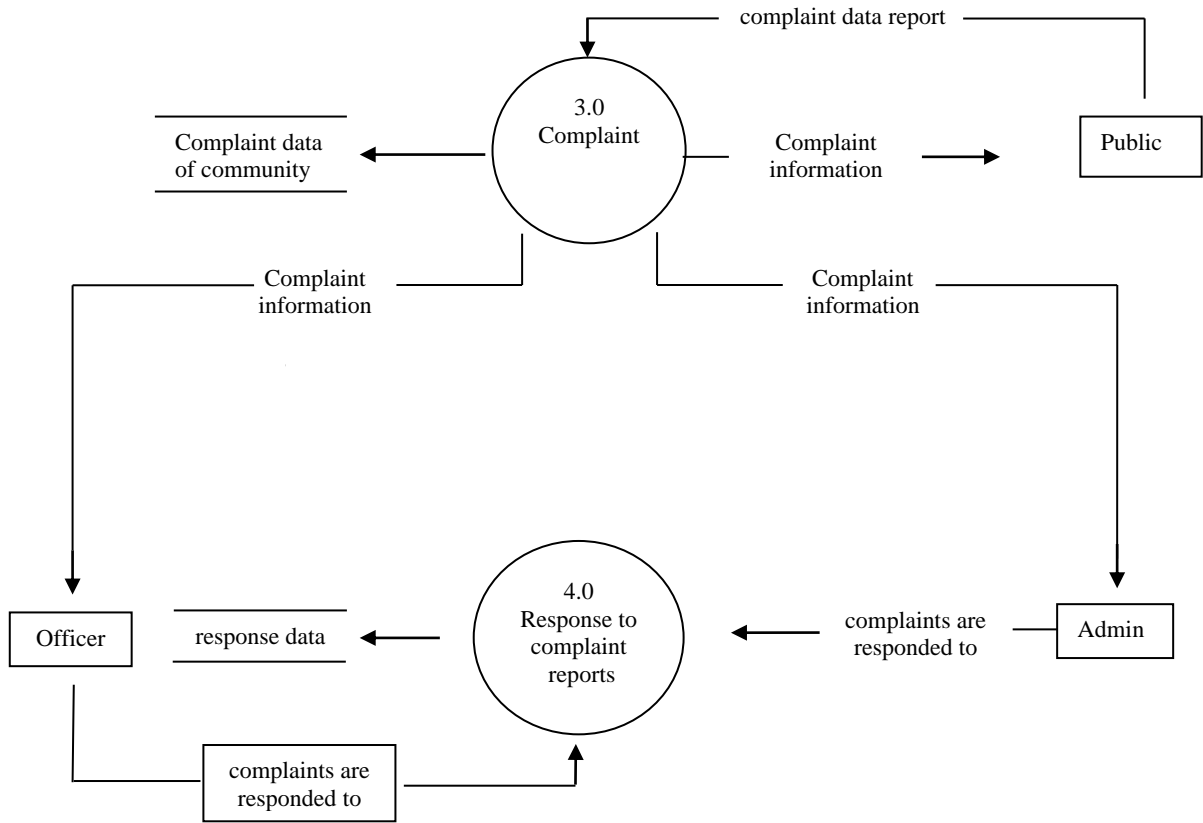 complaint data report
3.0
Complaint
Complaint data
of community
Complaint
information
Public
Complaint
information
Complaint
information
Officer
response data
4.0
Response to
complaint
reports
complaints are
responded to
Admin
complaints are
responded to